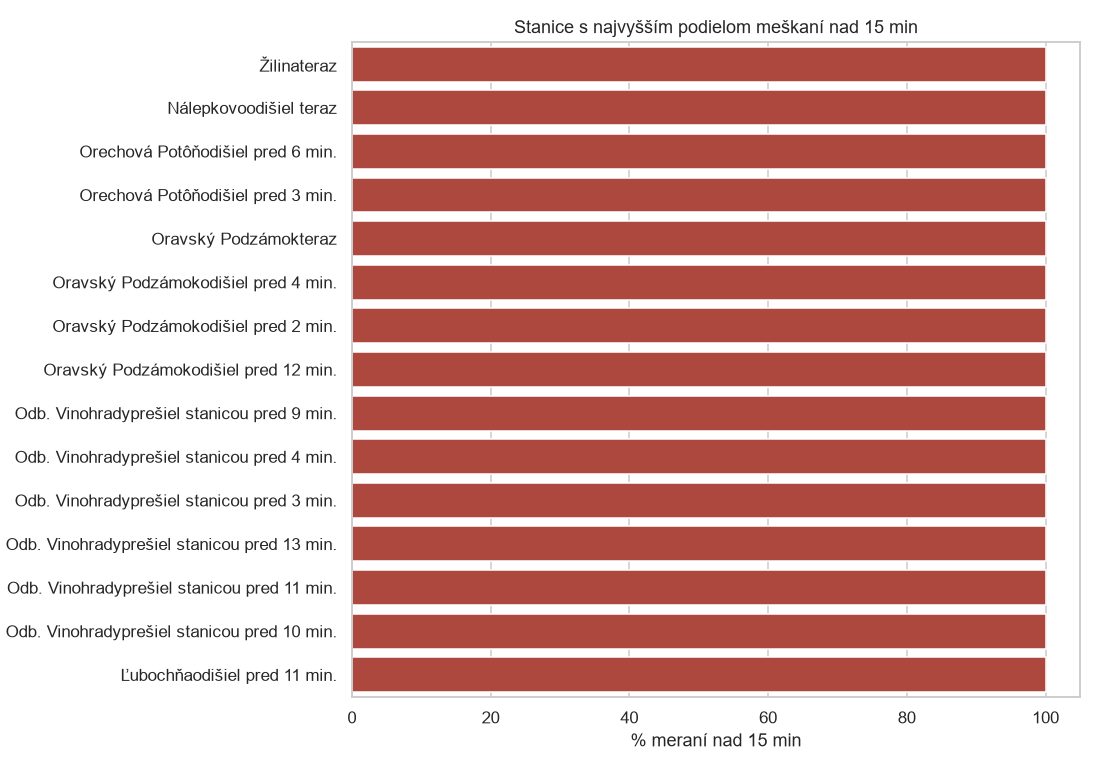 Stanice s najvyšším podielom meškaní nad 15 min
Žilinateraz
Nálepkovoodišiel teraz
Orechová Potôňodišiel pred 6 min.
Orechová Potôňodišiel pred 3 min.
Oravský Podzámokteraz
Oravský Podzámokodišiel pred 4 min.
Oravský Podzámokodišiel pred 2 min.
Oravský Podzámokodišiel pred 12 min.
Odb. Vinohradyprešiel stanicou pred 9 min.
Odb. Vinohradyprešiel stanicou pred 4 min.
Odb. Vinohradyprešiel stanicou pred 3 min.
Odb. Vinohradyprešiel stanicou pred 13 min.
Odb. Vinohradyprešiel stanicou pred 11 min.
Odb. Vinohradyprešiel stanicou pred 10 min.
Ľubochňaodišiel pred 11 min.
0 20 40 60 80 100
% meraní nad 15 min